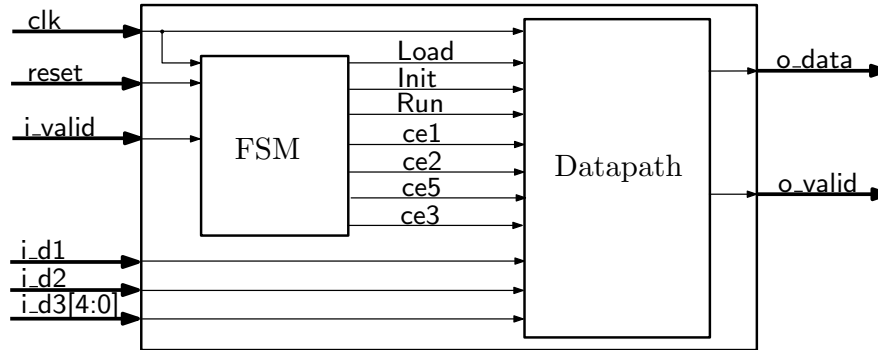 clk
reset
i_valid
i_d1
i_d2
i_d3[4:0]
FSM
Load
Init
Run
ce1
ce2
ce5
ce3
Datapath
o_data
o_valid